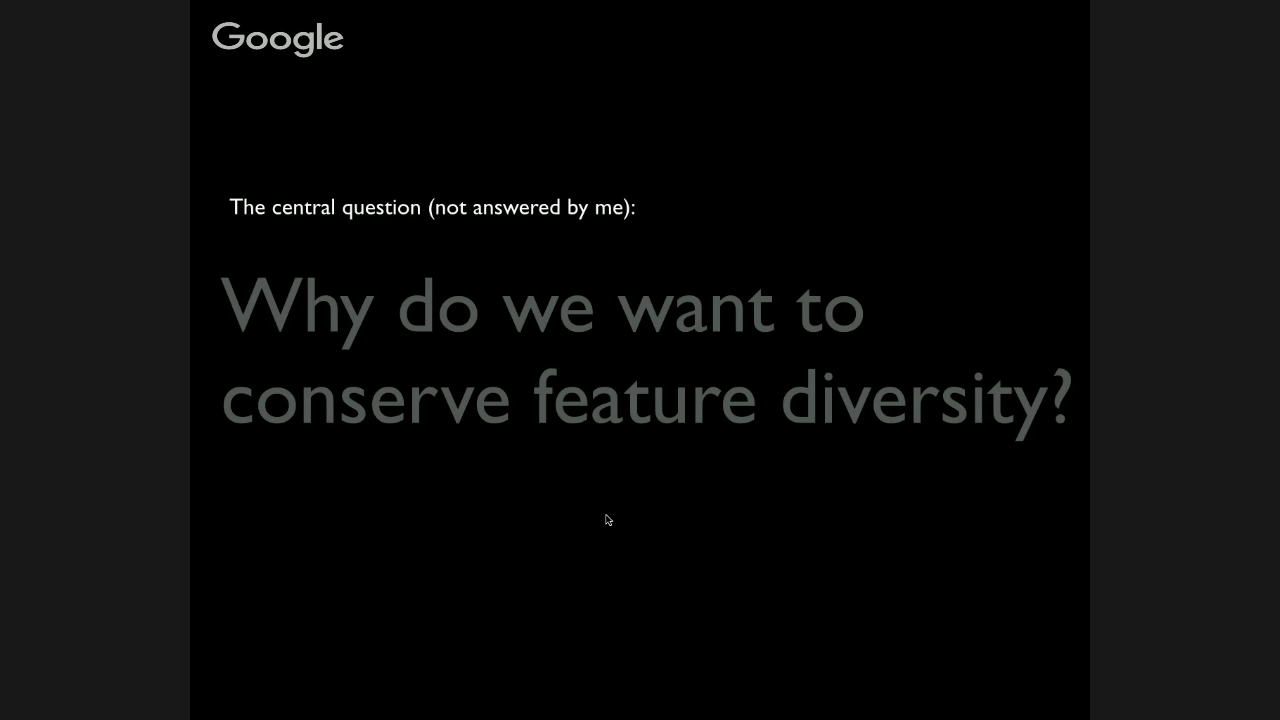 Google
The central question (not answered by me):
Why do we want to
conserve feature diversity?